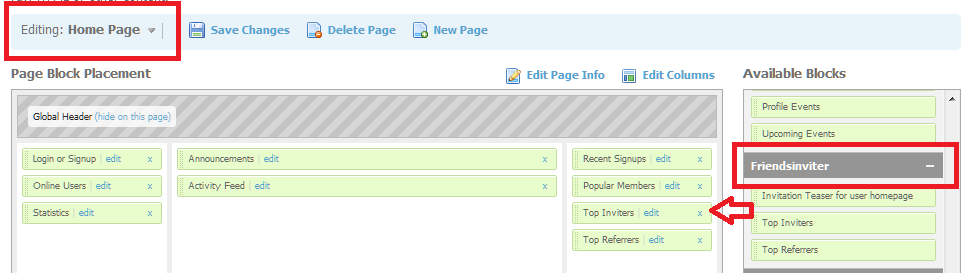 Editing: Home Page
Save Changes
Delete Page
New Page
Page Block Placement
Edit Page Info
Edit Columns
Available Blocks
Global Header (hide on this page)
Login or Signup | edit x
Online Users | edit x
Statistics | edit x
Announcements | edit x
Activity Feed | edit x
Recent Signups | edit x
Popular Members | edit x
Top Inviters | edit x
Top Referrers | edit x
Profile Events
Upcoming Events
Friendsinviter
Invitation Teaser for user homepage
Top Inviters
Top Referrers